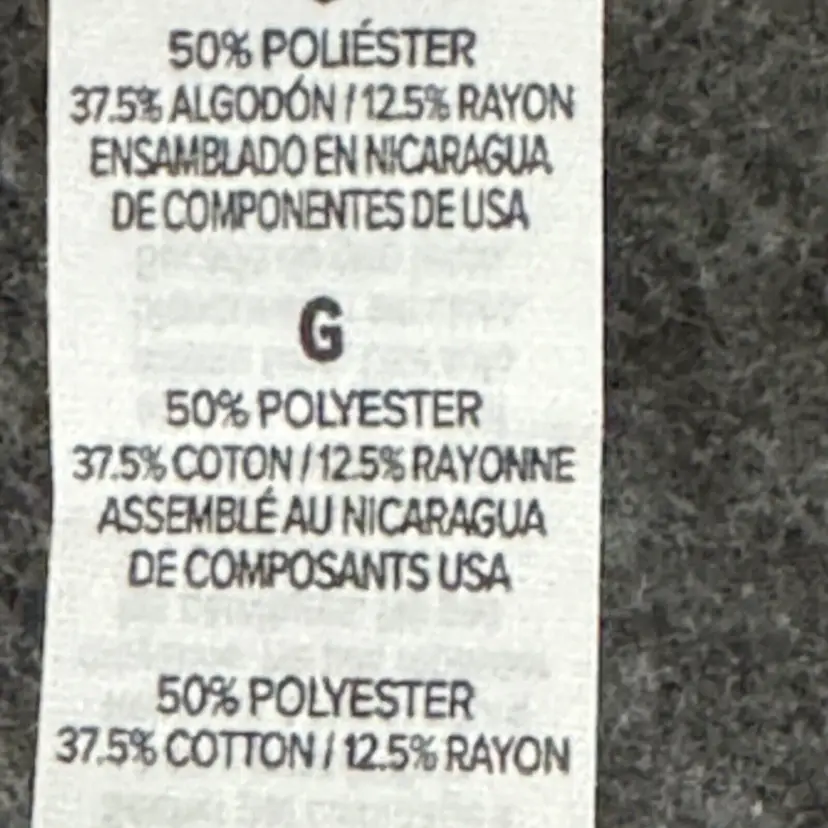 50% POLIÉSTER
37.5% ALGODÓN / 12.5% RAYON
ENSAMBLADO EN NICARAGUA
DE COMPONENTES DE USA
G
50% POLYESTER
37.5% COTON / 12.5% RAYONNE
ASSEMBLÉ AU NICARAGUA
DE COMPOSANTS USA
50% POLYESTER
37.5% COTTON / 12.5% RAYON